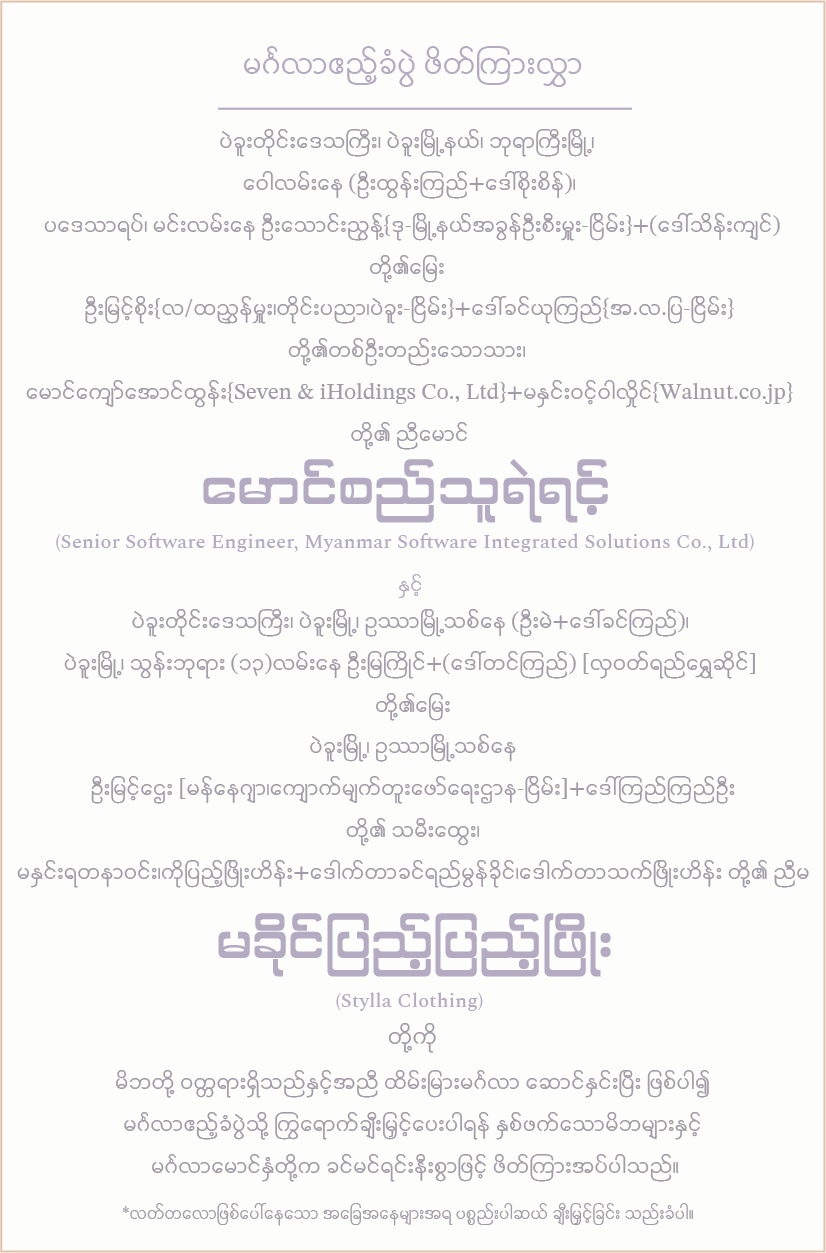 မင်္ဂလာဧည့်ခံပွဲ ဖိတ်ကြားလွှာ
ပဲခူးတိုင်းဒေသကြီး၊ ပဲခူးမြို့နယ်၊ ဘုရာကြီးမြို့၊
ဝေါလမ်းနေ (ဦးထွန်းကြည်+ဒေါ်စိုးစိန်)၊
ပဒေသာရပ်၊ မင်းလမ်းနေ ဦးသောင်းညွန့်{ဒု-မြို့နယ်အခွန်ဦးစီးမှူး-ငြိမ်း}+(ဒေါ်သိန်းကျင်)
တို့၏မြေး
ဦးမြင့်စိုး{လ/ထညွှန်မှူး၊တိုင်းပညာ၊ပဲခူး-ငြိမ်း}+ဒေါ်ခင်ယုကြည်{အ.လ.ပြ-ငြိမ်း}
တို့၏တစ်ဦးတည်းသောသား၊
မောင်ကျော်အောင်ထွန်း{Seven & iHoldings Co., Ltd}+မနှင်းဝင့်ဝါလှိုင်{Walnut.co.jp}
တို့၏ ညီမောင်
မောင်စည်သူရဲရင့်
(Senior Software Engineer, Myanmar Software Integrated Solutions Co., Ltd)
နှင့်
ပဲခူးတိုင်းဒေသကြီး၊ ပဲခူးမြို့၊ ဥဿာမြို့သစ်နေ (ဦးမဲ+ဒေါ်ခင်ကြည်)၊
ပဲခူးမြို့၊ သွန်းဘုရား (၁၃)လမ်းနေ ဦးမြကြိုင်+(ဒေါ်တင်ကြည်) [လှဝတ်ရည်ရွှေဆိုင်]
တို့၏မြေး
ပဲခူးမြို့၊ ဥဿာမြို့သစ်နေ
ဦးမြင့်ဌေး [မန်နေဂျာ၊ကျောက်မျက်တူးဖော်ရေးဌာန-ငြိမ်း]+ဒေါ်ကြည်ကြည်ဦး
တို့၏ သမီးထွေး၊
မနှင်းရတနာဝင်း၊ကိုပြည့်ဖြိုးဟိန်း+ဒေါက်တာခင်ရည်မွန်ခိုင်၊ဒေါက်တာသက်ဖြိုးဟိန်း တို့၏ ညီမ
မခိုင်ပြည့်ပြည့်ဖြိုး
(Stylla Clothing)
တို့ကို
မိဘတို့ ဝတ္တရားရှိသည်နှင့်အညီ ထိမ်းမြားမင်္ဂလာ ဆောင်နှင်းပြီး ဖြစ်ပါ၍
မင်္ဂလာဧည့်ခံပွဲသို့ ကြွရောက်ချီးမြှင့်ပေးပါရန် နှစ်ဖက်သောမိဘများနှင့်
မင်္ဂလာမောင်နှံတို့က ခင်မင်ရင်းနီးစွာဖြင့် ဖိတ်ကြားအပ်ပါသည်။
*လတ်တလောဖြစ်ပေါ်နေသော အခြေအနေများအရ ပစ္စည်းပါဆယ် ချီးမြှင့်ခြင်း သည်းခံပါ။